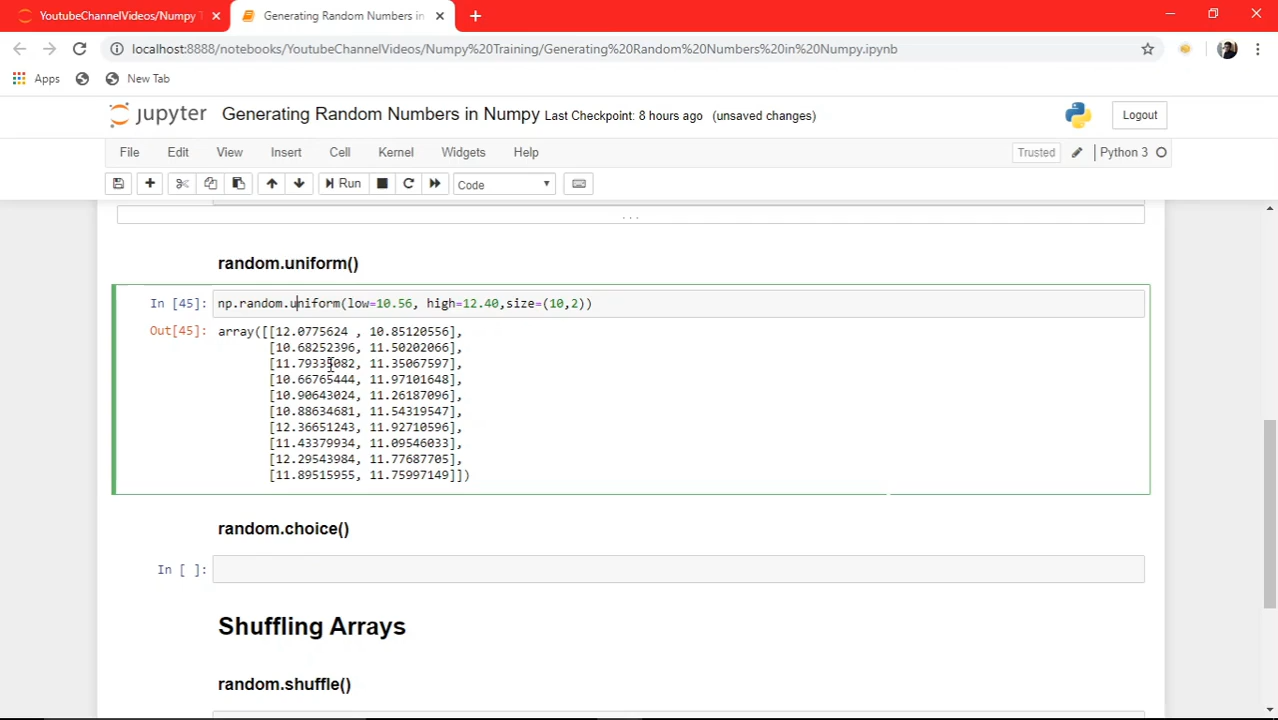 YoutubeChannelVideos/Numpy T
Generating Random Numbers in
localhost:8888/notebooks/YoutubeChannelVideos/Numpy%20Training/Generating%20Random%20Numbers%20in%20Numpy.ipynb
Apps
New Tab
jupyter Generating Random Numbers in Numpy Last Checkpoint: 8 hours ago (unsaved changes)
Logout
File Edit View Insert Cell Kernel Widgets Help
Trusted
Python 3
Run
Code
...
random.uniform()
In [45]: np.random.uniform(low=10.56, high=12.40,size=(10,2))
Out[45]: array([[12.0775624 , 10.85120556],
[10.68252396, 11.50202066],
[11.79335082, 11.35067597],
[10.66765444, 11.97101648],
[10.90643024, 11.26187096],
[10.88634681, 11.54319547],
[12.36651243, 11.92710596],
[11.43379934, 11.09546033],
[12.29543984, 11.77687705],
[11.89515955, 11.75997149]])
random.choice()
In [ ]:
Shuffling Arrays
random.shuffle()